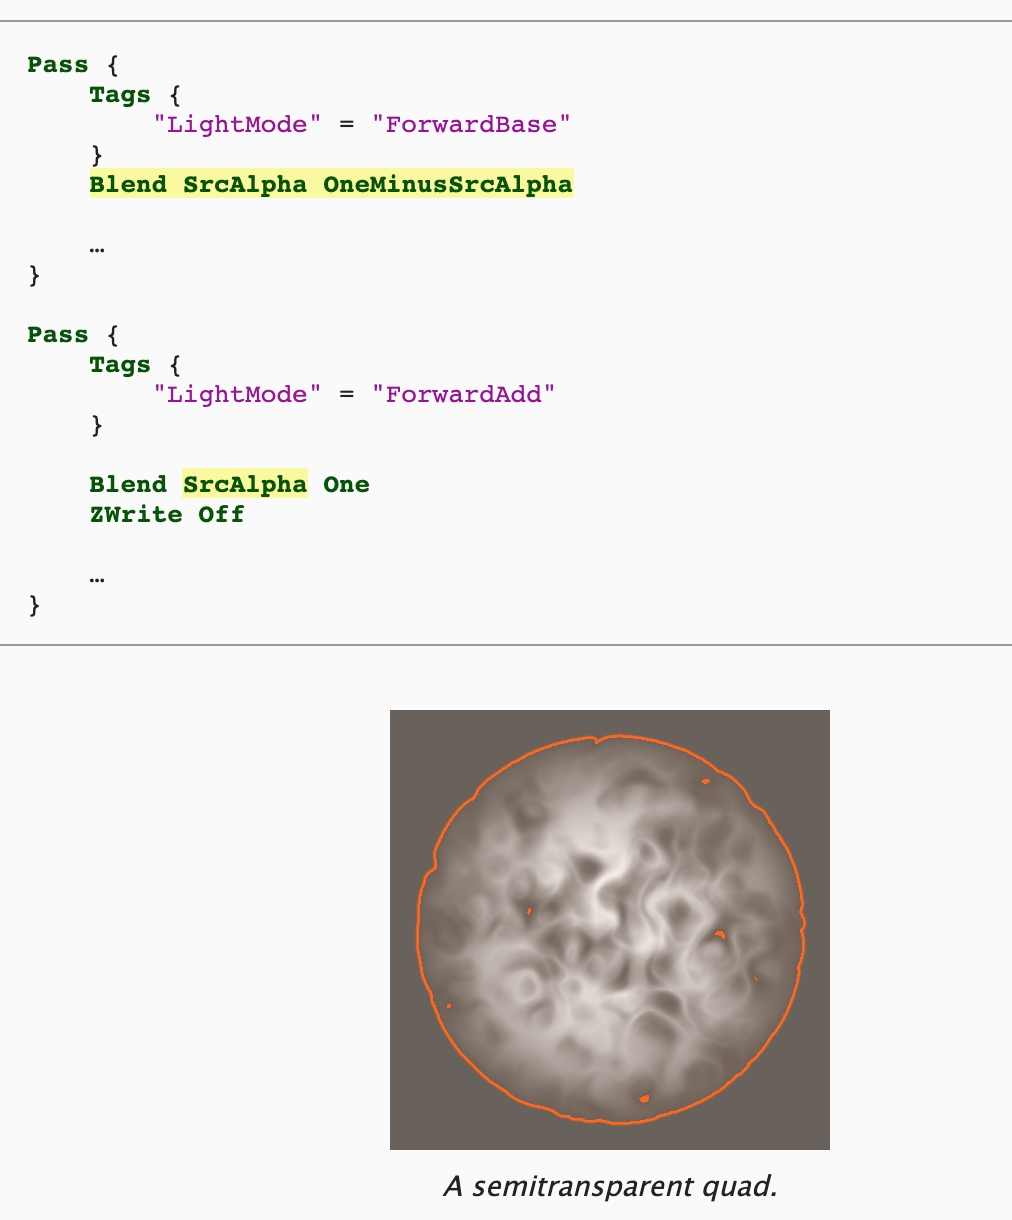 Pass {
    Tags {
        "LightMode" = "ForwardBase"
    }
    Blend SrcAlpha OneMinusSrcAlpha
    …
}
Pass {
    Tags {
        "LightMode" = "ForwardAdd"
    }
    Blend SrcAlpha One
    ZWrite Off
    …
}
A semitransparent quad.